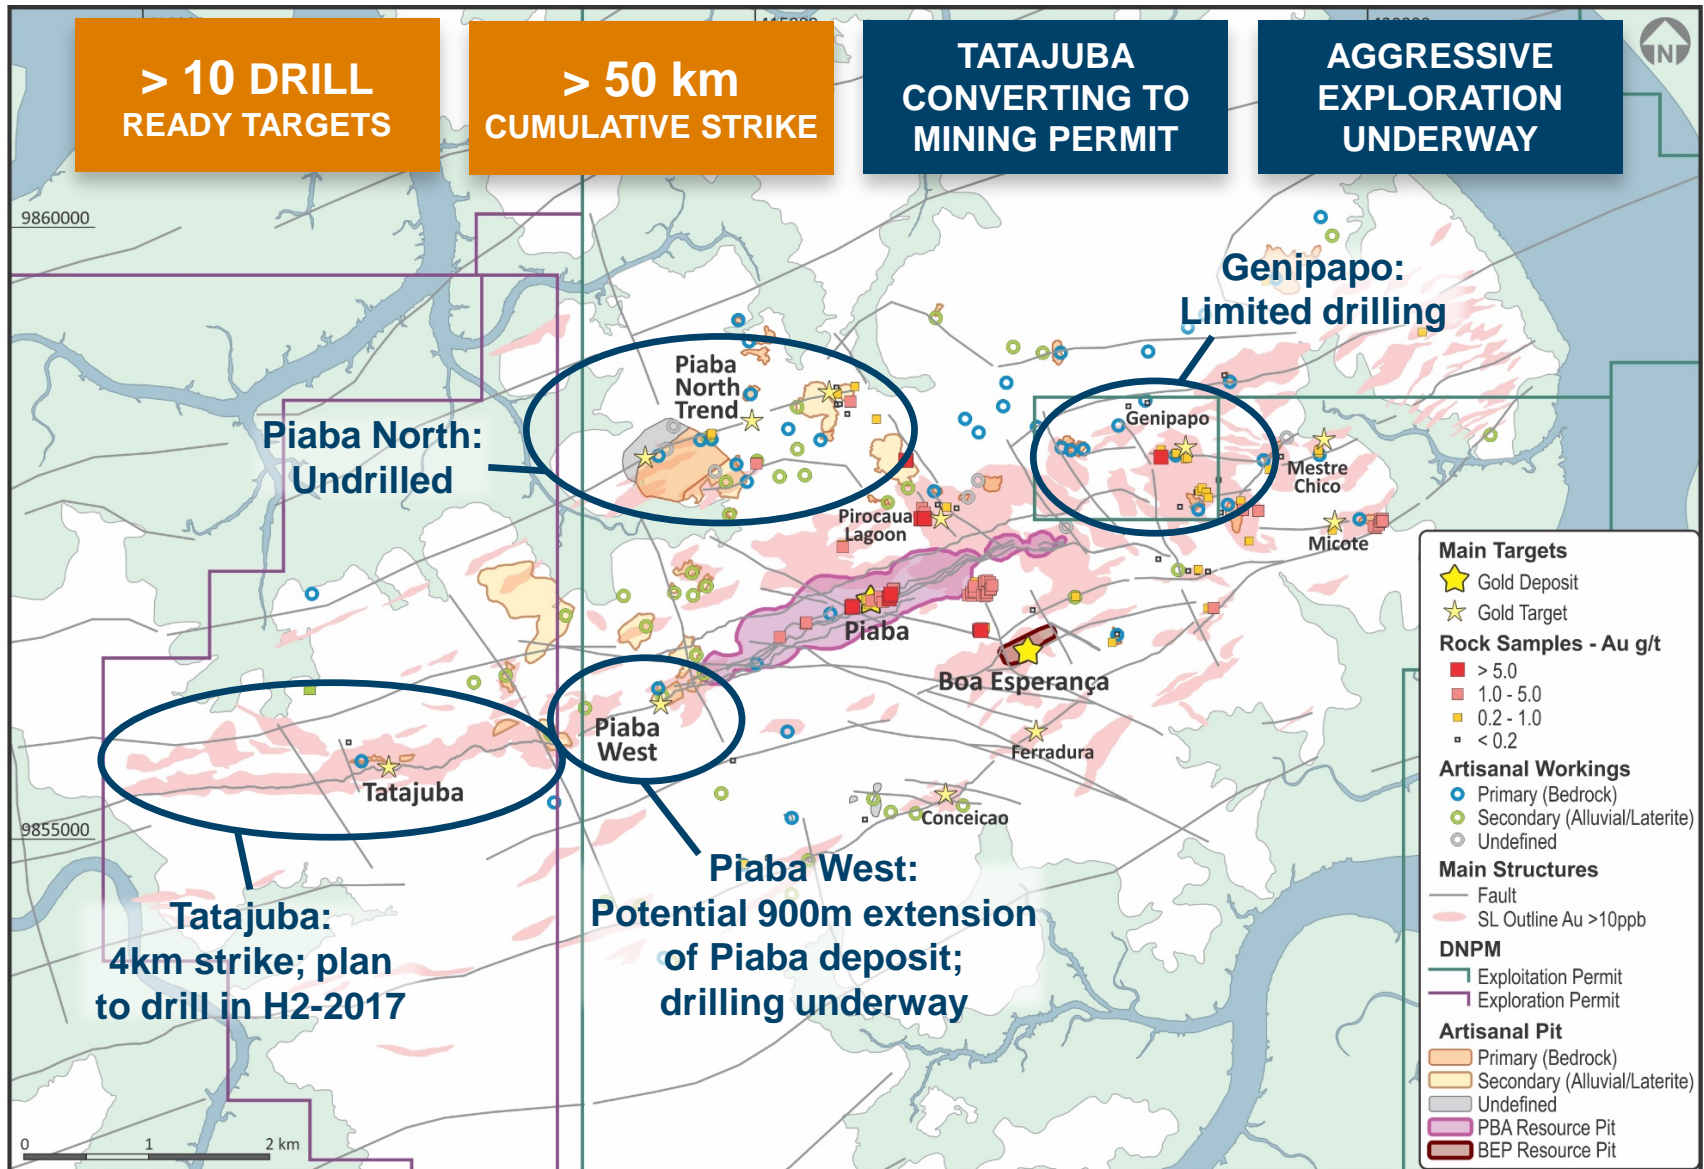 > 10 DRILL
READY TARGETS
> 50 km
CUMULATIVE STRIKE
TATAJUBA
CONVERTING TO
MINING PERMIT
AGGRESSIVE
EXPLORATION
UNDERWAY
N
9860000
Genipapo:
Limited drilling
Piaba
North
Trend
Piaba North:
Undrilled
Genipapo
Mestre
Chico
Pirocaua
Lagoon
Micote
Piaba
Boa Esperança
Piaba
West
Ferradura
Tatajuba
Conceicao
9855000
Piaba West:
Potential 900m extension
of Piaba deposit;
drilling underway
Tatajuba:
4km strike; plan
to drill in H2-2017
0 1 2 km
Main Targets
Gold Deposit
Gold Target
Rock Samples - Au g/t
> 5.0
1.0 - 5.0
0.2 - 1.0
< 0.2
Artisanal Workings
Primary (Bedrock)
Secondary (Alluvial/Laterite)
Undefined
Main Structures
Fault
SL Outline Au >10ppb
DNPM
Exploitation Permit
Exploration Permit
Artisanal Pit
Primary (Bedrock)
Secondary (Alluvial/Laterite)
Undefined
PBA Resource Pit
BEP Resource Pit